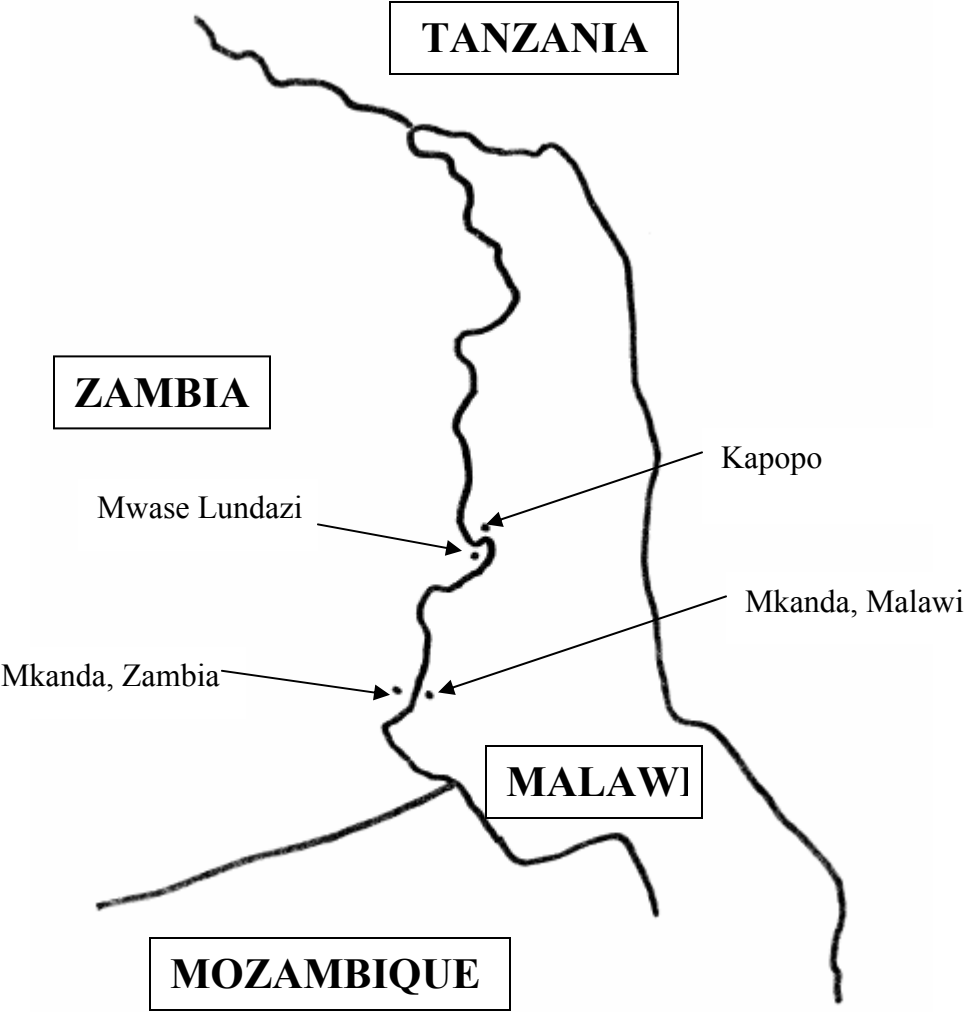 TANZANIA
ZAMBIA
Kapopo
Mwase Lundazi
Mkanda, Malawi
Mkanda, Zambia
MALAWI
MOZAMBIQUE